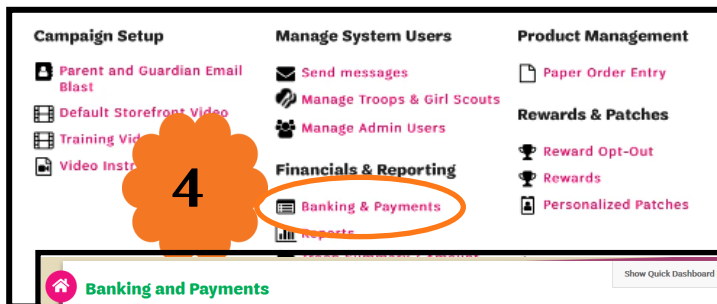 Campaign Setup
Parent and Guardian Email
Blast
Default Storefront Video
Training
Video
4
Manage System Users
Send messages
Manage Troops & Girl Scouts
Manage Admin Users
Financials & Reporting
Banking & Payments
Reports
Product Management
Paper Order Entry
Rewards & Patches
Reward Opt-Out
Rewards
Personalized Patches
Banking and Payments
Show Quick Dashboard